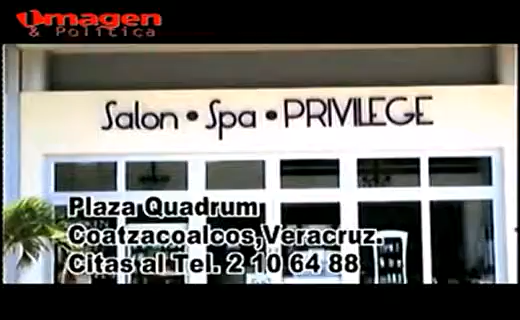 Imagen
& Política
Salon • Spa • PRIVILEGE
Plaza Quadrum
Coatzacoalcos,Veracruz.
Citas al Tel. 2 10 64 88